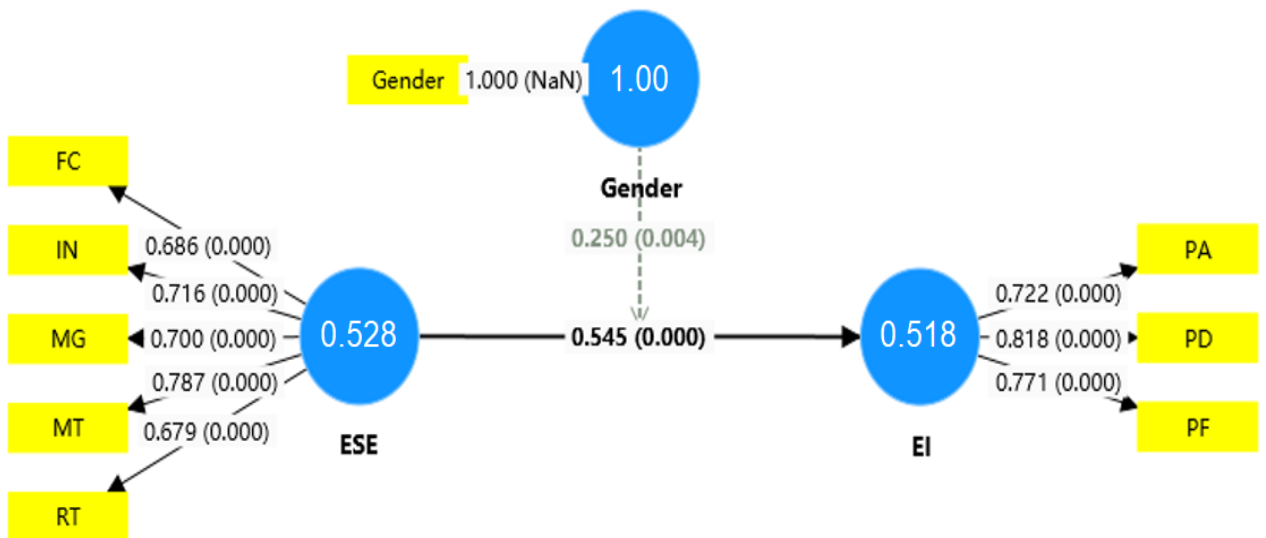 Gender
1.000 (NaN)
1.00
Gender
0.250 (0.004)
FC
IN
MG
MT
RT
0.686 (0.000)
0.716 (0.000)
0.700 (0.000)
0.787 (0.000)
0.679 (0.000)
0.528
ESE
0.545 (0.000)
0.518
EI
0.722 (0.000)
0.818 (0.000)
0.771 (0.000)
PA
PD
PF